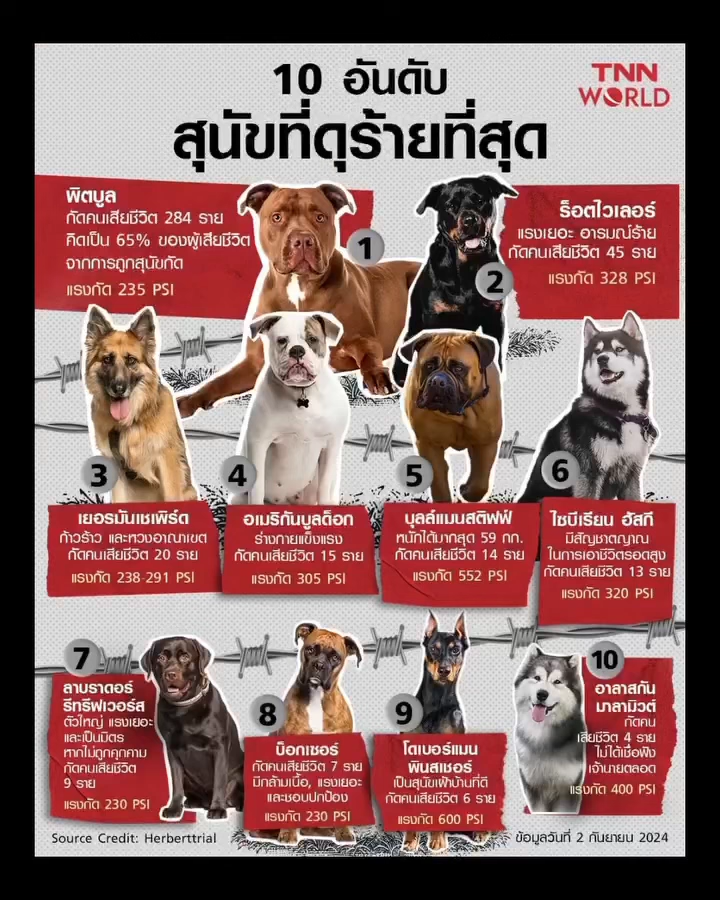 10 อันดับ
สุนัขที่ดุร้ายที่สุด
TNN
WORLD
พิตบูล
กัดคนเสียชีวิต 284 ราย
คิดเป็น 65% ของผู้เสียชีวิต
จากการถูกสุนัขกัด
แรงกัด 235 PSI
1
ร็อตไวเลอร์
แรงเยอะ อารมณ์ร้าย
กัดคนเสียชีวิต 45 ราย
แรงกัด 328 PSI
2
3
เยอรมันเชเพิร์ด
ก้าวร้าว และหวงอาณาเขต
กัดคนเสียชีวิต 20 ราย
แรงกัด 238-291 PSI
4
อเมริกันบูลด็อก
ร่างกายแข็งแรง
กัดคนเสียชีวิต 15 ราย
แรงกัด 305 PSI
5
บุลล์แมนสติฟฟ์
หนักได้มากสุด 59 กก.
กัดคนเสียชีวิต 14 ราย
แรงกัด 552 PSI
6
ไซบีเรียน ฮัสกี
มีสัญชาตญาณ
ในการเอาชีวิตรอดสูง
กัดคนเสียชีวิต 13 ราย
แรงกัด 320 PSI
7
ลาบราดอร์
รีทรีฟเวอร์ส
ตัวใหญ่ แรงเยอะ
และเป็นมิตร
หากไม่ถูกคุกคาม
กัดคนเสียชีวิต
9 ราย
แรงกัด 230 PSI
8
บ็อกเซอร์
กัดคนเสียชีวิต 7 ราย
มีกล้ามเนื้อ, แรงเยอะ
และชอบปกป้อง
แรงกัด 230 PSI
9
โดเบอร์แมน
พินสเชอร์
เป็นสุนัขเฝ้าบ้านที่ดี
กัดคนเสียชีวิต 6 ราย
แรงกัด 600 PSI
10
อาลาสกัน
มาลามิวต์
กัดคน
เสียชีวิต 4 ราย
ไม่ได้เชื่อฟัง
เจ้านายตลอด
แรงกัด 400 PSI
Source Credit: Herberttrial
ข้อมูลวันที่ 2 กันยายน 2024